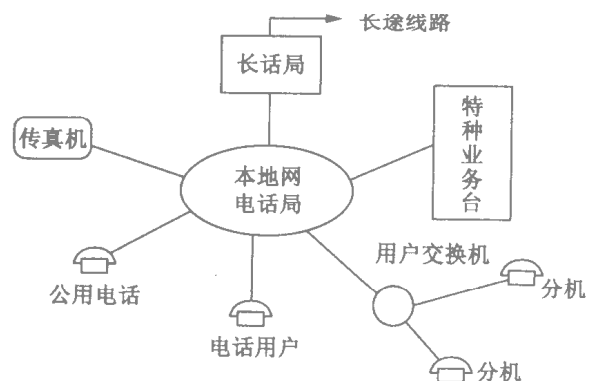 长途线路
长话局
特种业务台
传真机
本地网
电话局
用户交换机
公用电话
分机
电话用户
分机